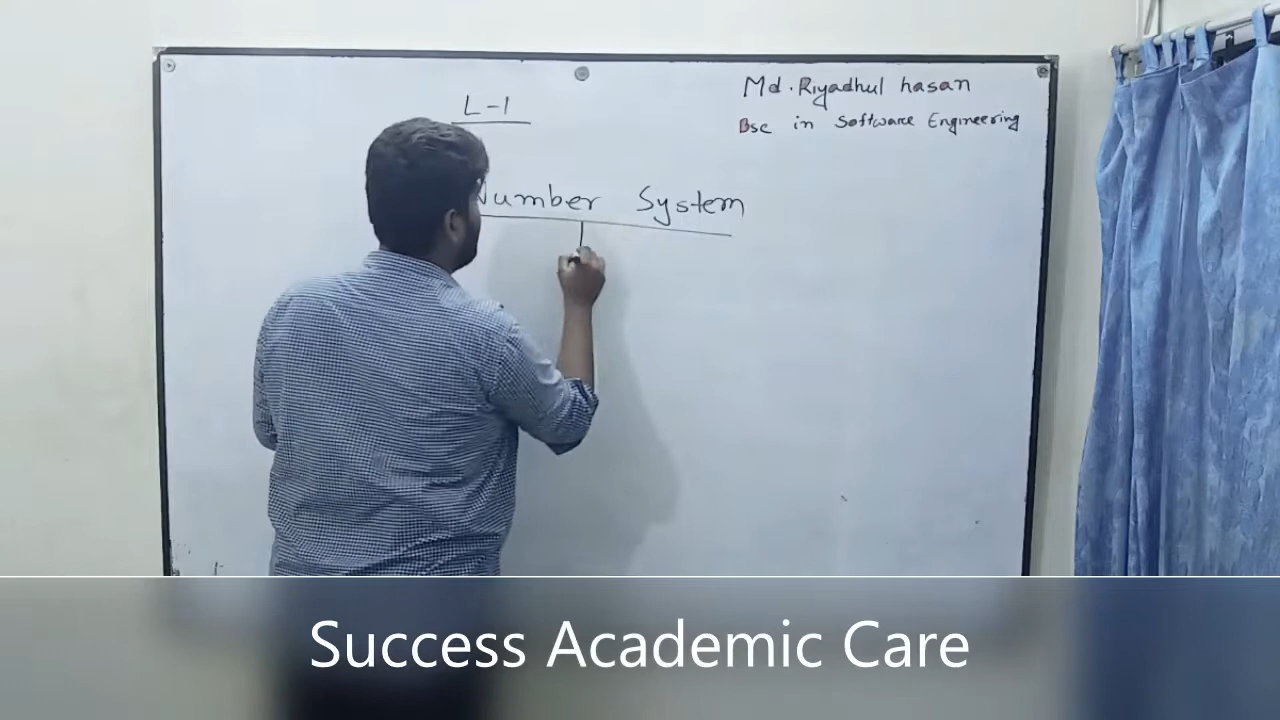 L-1
Md. Riyadhul hasan
Bsc in Software Engineering
Number System
Success Academic Care